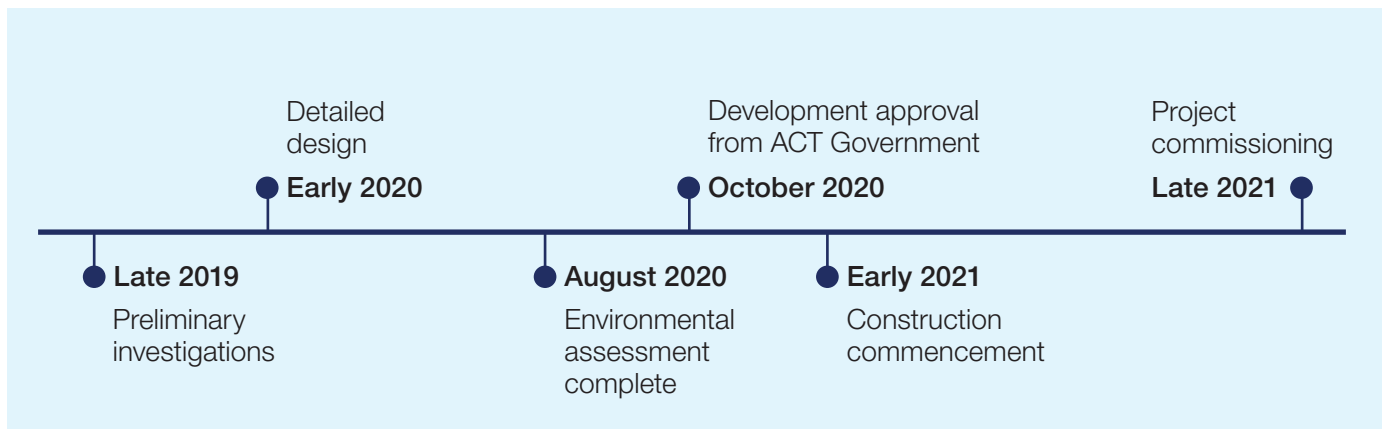 Detailed
design
Early 2020
Development approval
from ACT Government
October 2020
Project
commissioning
Late 2021
Late 2019
Preliminary
investigations
August 2020
Environmental
assessment
complete
Early 2021
Construction
commencement